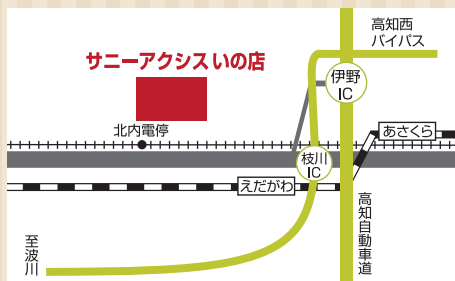 高知西
バイパス
サニーアクシスいの店
伊野
IC
北内電停
あさくら
枝川
IC
えだがわ
高知自動車道
至波川